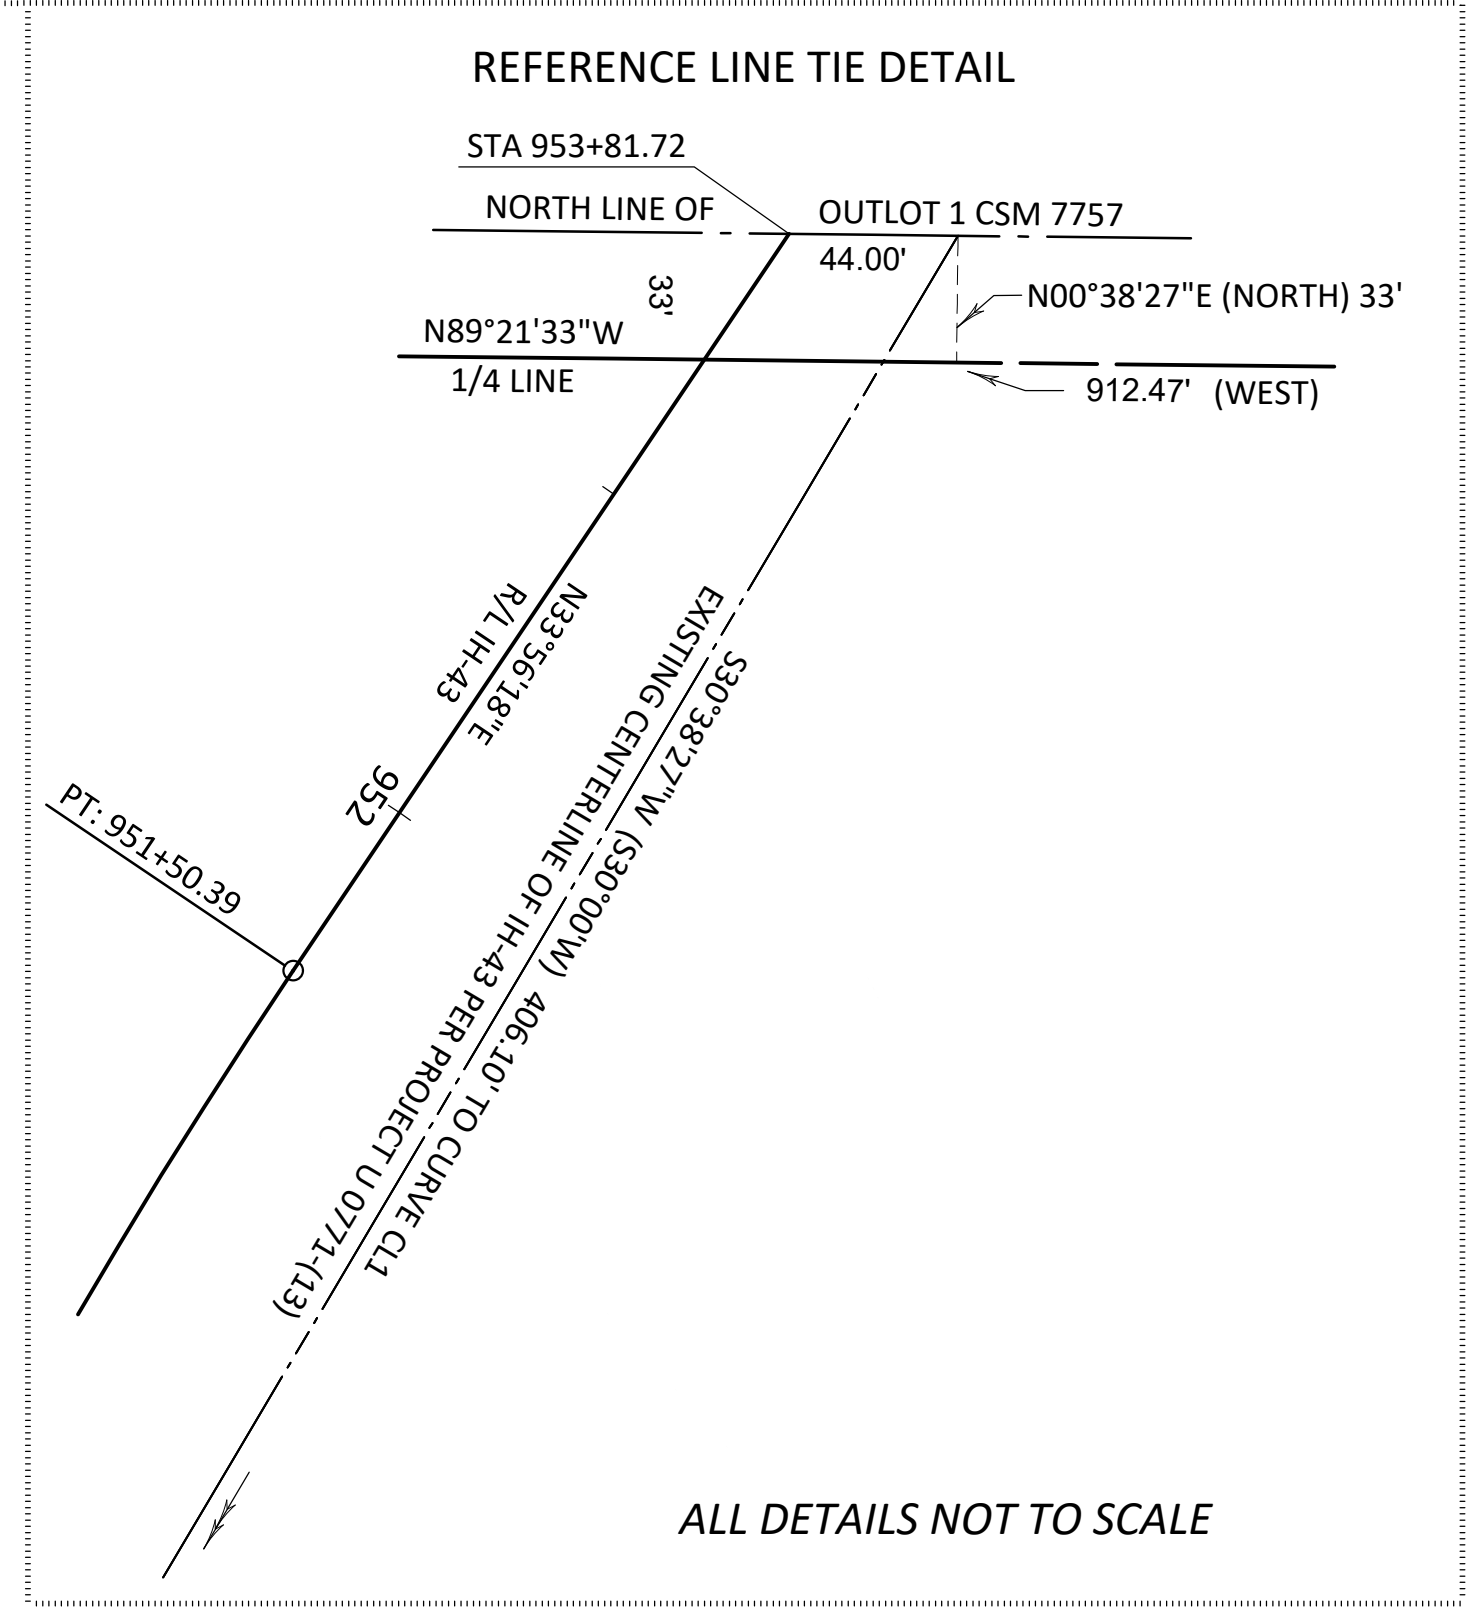 REFERENCE LINE TIE DETAIL
STA 953+81.72
NORTH LINE OF OUTLOT 1 CSM 7757
44.00'
33'
N00°38'27"E (NORTH) 33'
N89°21'33"W
1/4 LINE
912.47' (WEST)
R/L IH-43
N33°56'18"E
EXISTING CENTERLINE OF IH-43 PER PROJECT U 0771-(13)
S30°38'27"W (S30°00'W) 406.10' TO CURVE CL1
952
PT: 951+50.39
ALL DETAILS NOT TO SCALE